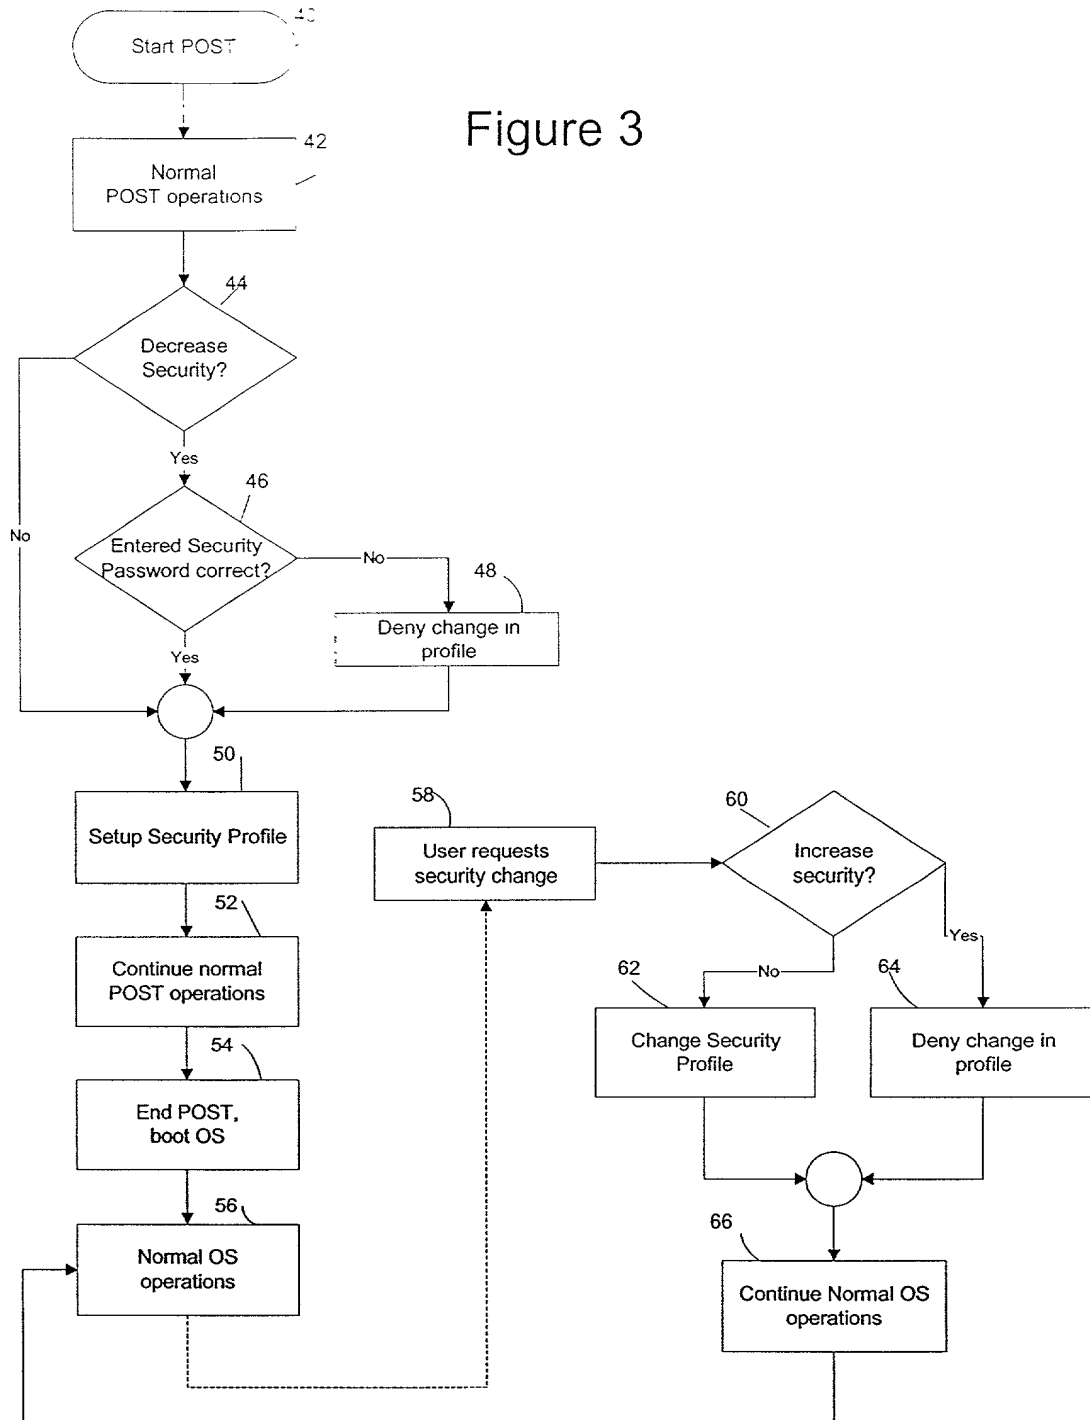 40
Start POST
Figure 3
42
Normal
POST operations
44
Decrease
Security?
Yes
46
No
Entered Security
Password correct?
No
48
Deny change in
profile
Yes
50
Setup Security Profile
58
User requests
security change
60
Increase
security?
52
Continue normal
POST operations
Yes
No
62
Change Security
Profile
64
Deny change in
profile
54
End POST,
boot OS
56
Normal OS
operations
66
Continue Normal OS
operations